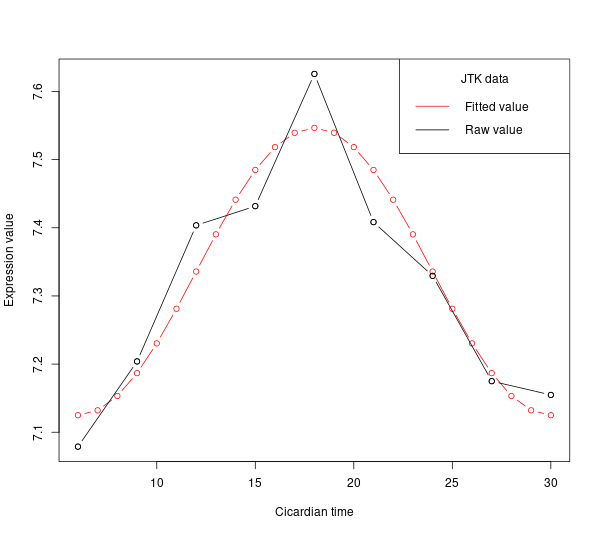 JTK data
Fitted value
Raw value
7.6
7.5
7.4
7.3
7.2
7.1
Expression value
10 15 20 25 30
Cicardian time